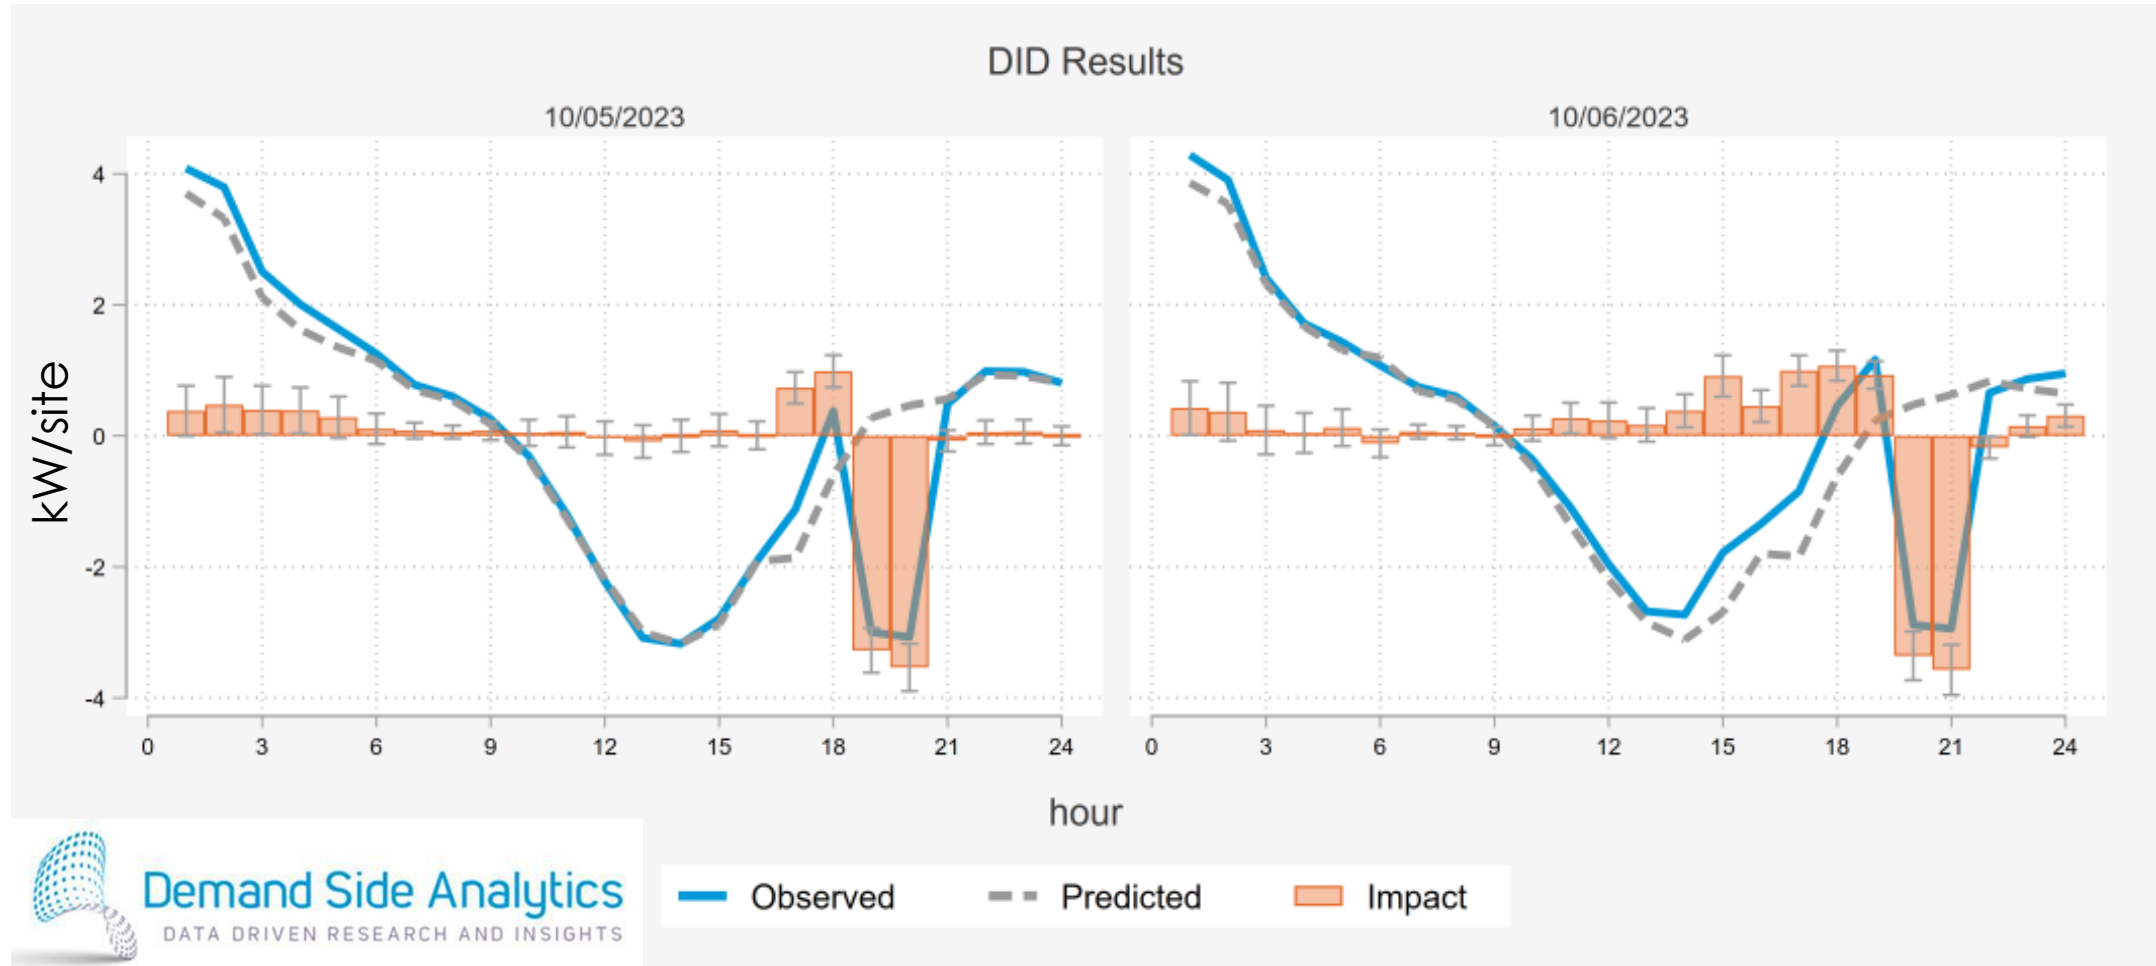 DID Results
10/05/2023
10/06/2023
kW/site
4
2
0
-2
-4
0 3 6 9 12 15 18 21 24
0 3 6 9 12 15 18 21 24
hour
Demand Side Analytics
DATA DRIVEN RESEARCH AND INSIGHTS
Observed Predicted Impact